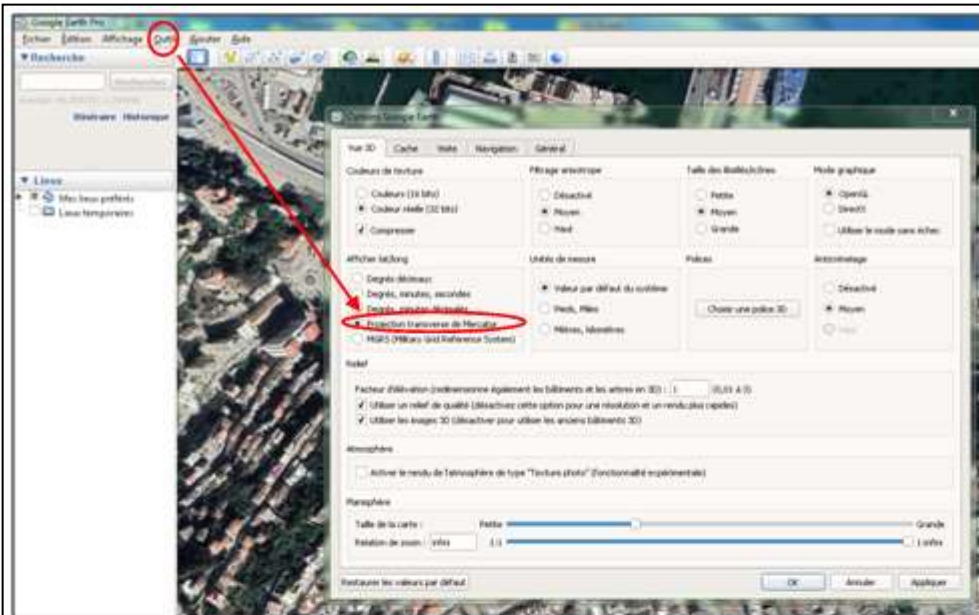 Google Earth Pro
Fichier Édition Affichage Outils Ajouter Aide
Recherche
Rechercher
Itinéraire Historique
Lieux
Mes lieux préférés
Lieux temporaires
Options Google Earth
Vue 3D Cache Visite Navigation Général
Couleurs de texture
Couleurs (16 bits)
Couleur réelle (32 bits)
Compresser
Filtrage anisotrope
Désactivé
Moyen
Haut
Taille des libellés/icônes
Petite
Moyen
Grande
Mode graphique
OpenGL
DirectX
Utiliser le mode sans échec
Afficher lat/long
Degrés décimaux
Degrés, minutes, secondes
Degrés, minutes décimales
Projection transverse de Mercator
MGRS (Military Grid Reference System)
Unités de mesure
Valeur par défaut du système
Pieds, Miles
Mètres, kilomètres
Polices
Choisir une police 3D
Anticrénelage
Désactivé
Moyen
Relief
Facteur d'élévation (redimensionne également les bâtiments et les arbres en 3D) : 1 (0,01 à 3)
Utiliser un relief de qualité (désactivez cette option pour une résolution et un rendu plus rapides)
Utiliser les images 3D (désactiver pour utiliser les anciens bâtiments 3D)
Atmosphère
Activer le rendu de l'atmosphère de type "Texture photo" (fonctionnalité expérimentale)
Planisphère
Taille de la carte : Petite Grande
Relation de zoom : infini 1:1 1:infini
Restaurer les valeurs par défaut OK Annuler Appliquer